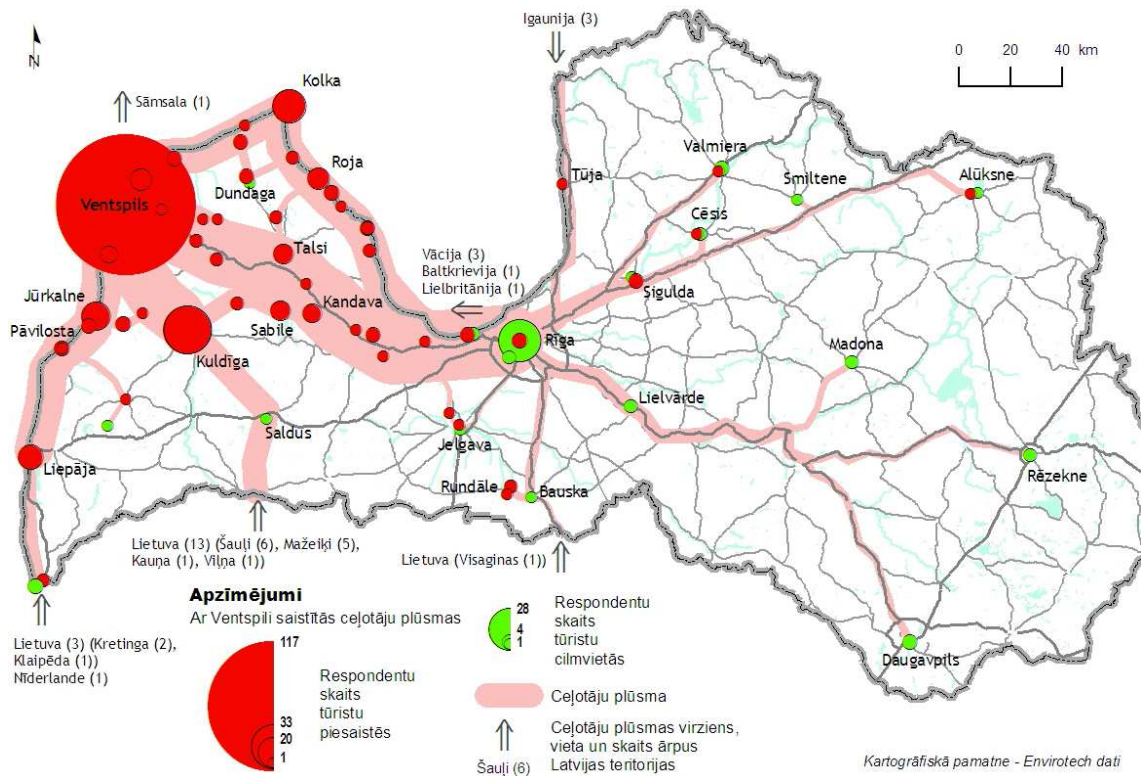 Igaunija (3)
0 20 40 km
N
Kolka
Sāmsala (1)
Roja
Valmiera
Tūja
Smiltene
Alūksne
Dundaga
Ventspils
Cēsis
Talsi
Vācija (3)
Baltkrievija (1)
Lielbritānija (1)
Sigulda
Jūrkalne
Kandava
Pāvilosta
Sabile
Rīga
Kuldīga
Madona
Lielvārde
Saldus
Jelgava
Liepāja
Rēzekne
Rundāle
Bauska
Lietuva (13) (Šauļi (6), Mažeiķi (5),
Kauņa (1), Viļņa (1))
Lietuva (Visaginas (1))
Lietuva (3) (Kretinga (2),
Klaipēda (1))
Nīderlande (1)
Daugavpils
Apzīmējumi
Ar Ventspili saistītās ceļotāju plūsmas
117
33
20
1
Respondentu
skaits
tūristu
piesaistēs
28
4
1
Respondentu
skaits
tūristu
cilmvietās
Ceļotāju plūsma
Šauļi (6)
Ceļotāju plūsmas virziens,
vieta un skaits ārpus
Latvijas teritorijas
Kartogrāfiskā pamatne - Envirotech dati